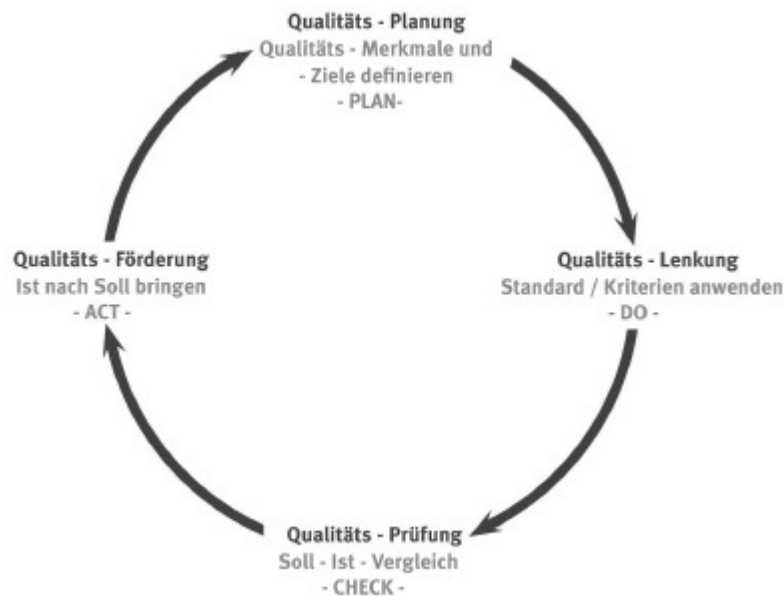 Qualitäts - Planung
Qualitäts - Merkmale und
- Ziele definieren
- PLAN-
Qualitäts - Förderung
Ist nach Soll bringen
- ACT -
Qualitäts - Lenkung
Standard / Kriterien anwenden
- DO -
Qualitäts - Prüfung
Soll - Ist - Vergleich
- CHECK -